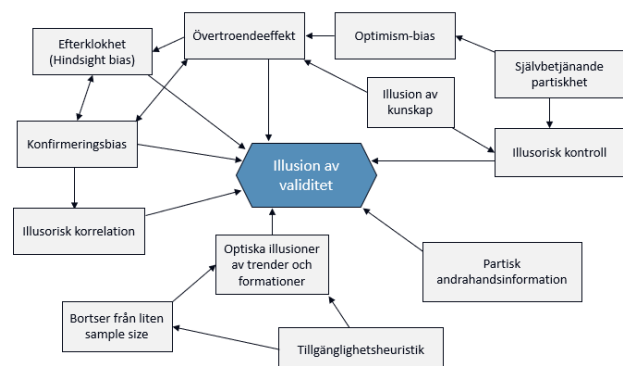 Övertroendeeffekt
Optimism-bias
Efterklokhet
(Hindsight bias)
Självbetjänande
partiskhet
Illusion av
kunskap
Konfirmeringsbias
Illusorisk kontroll
Illusion av
validitet
Illusorisk korrelation
Optiska illusioner
av trender och
formationer
Partisk
andrahandsinformation
Bortser från liten
sample size
Tillgänglighetsheuristik